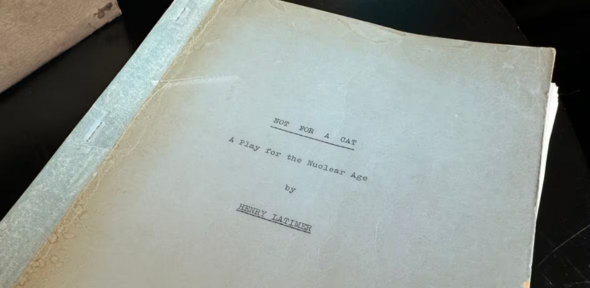 NOT FOR A CAT
A Play for the Nuclear Age
by
HENRY LATIMER